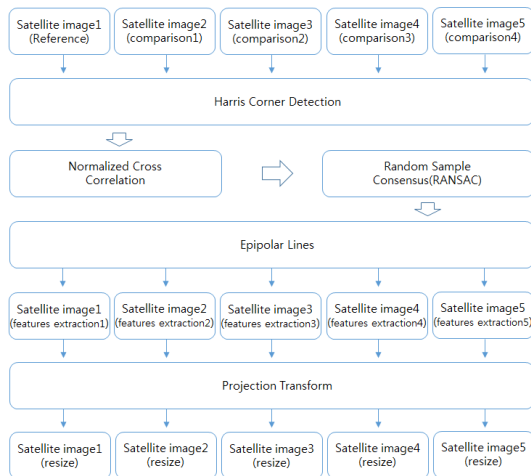 Satellite image1 Satellite image2 Satellite image3 Satellite image4 Satellite image5
(Reference) (comparison1) (comparison2) (comparison3) (comparison4)
Harris Corner Detection
Normalized Cross Random Sample
Correlation Consensus(RANSAC)
Epipolar Lines
Satellite image1 Satellite image2 Satellite image3 Satellite image4 Satellite image5
(features extraction1) (features extraction2) (features extraction3) (features extraction4) (features extraction5)
Projection Transform
Satellite image1 Satellite image2 Satellite image3 Satellite image4 Satellite image5
(resize) (resize) (resize) (resize) (resize)